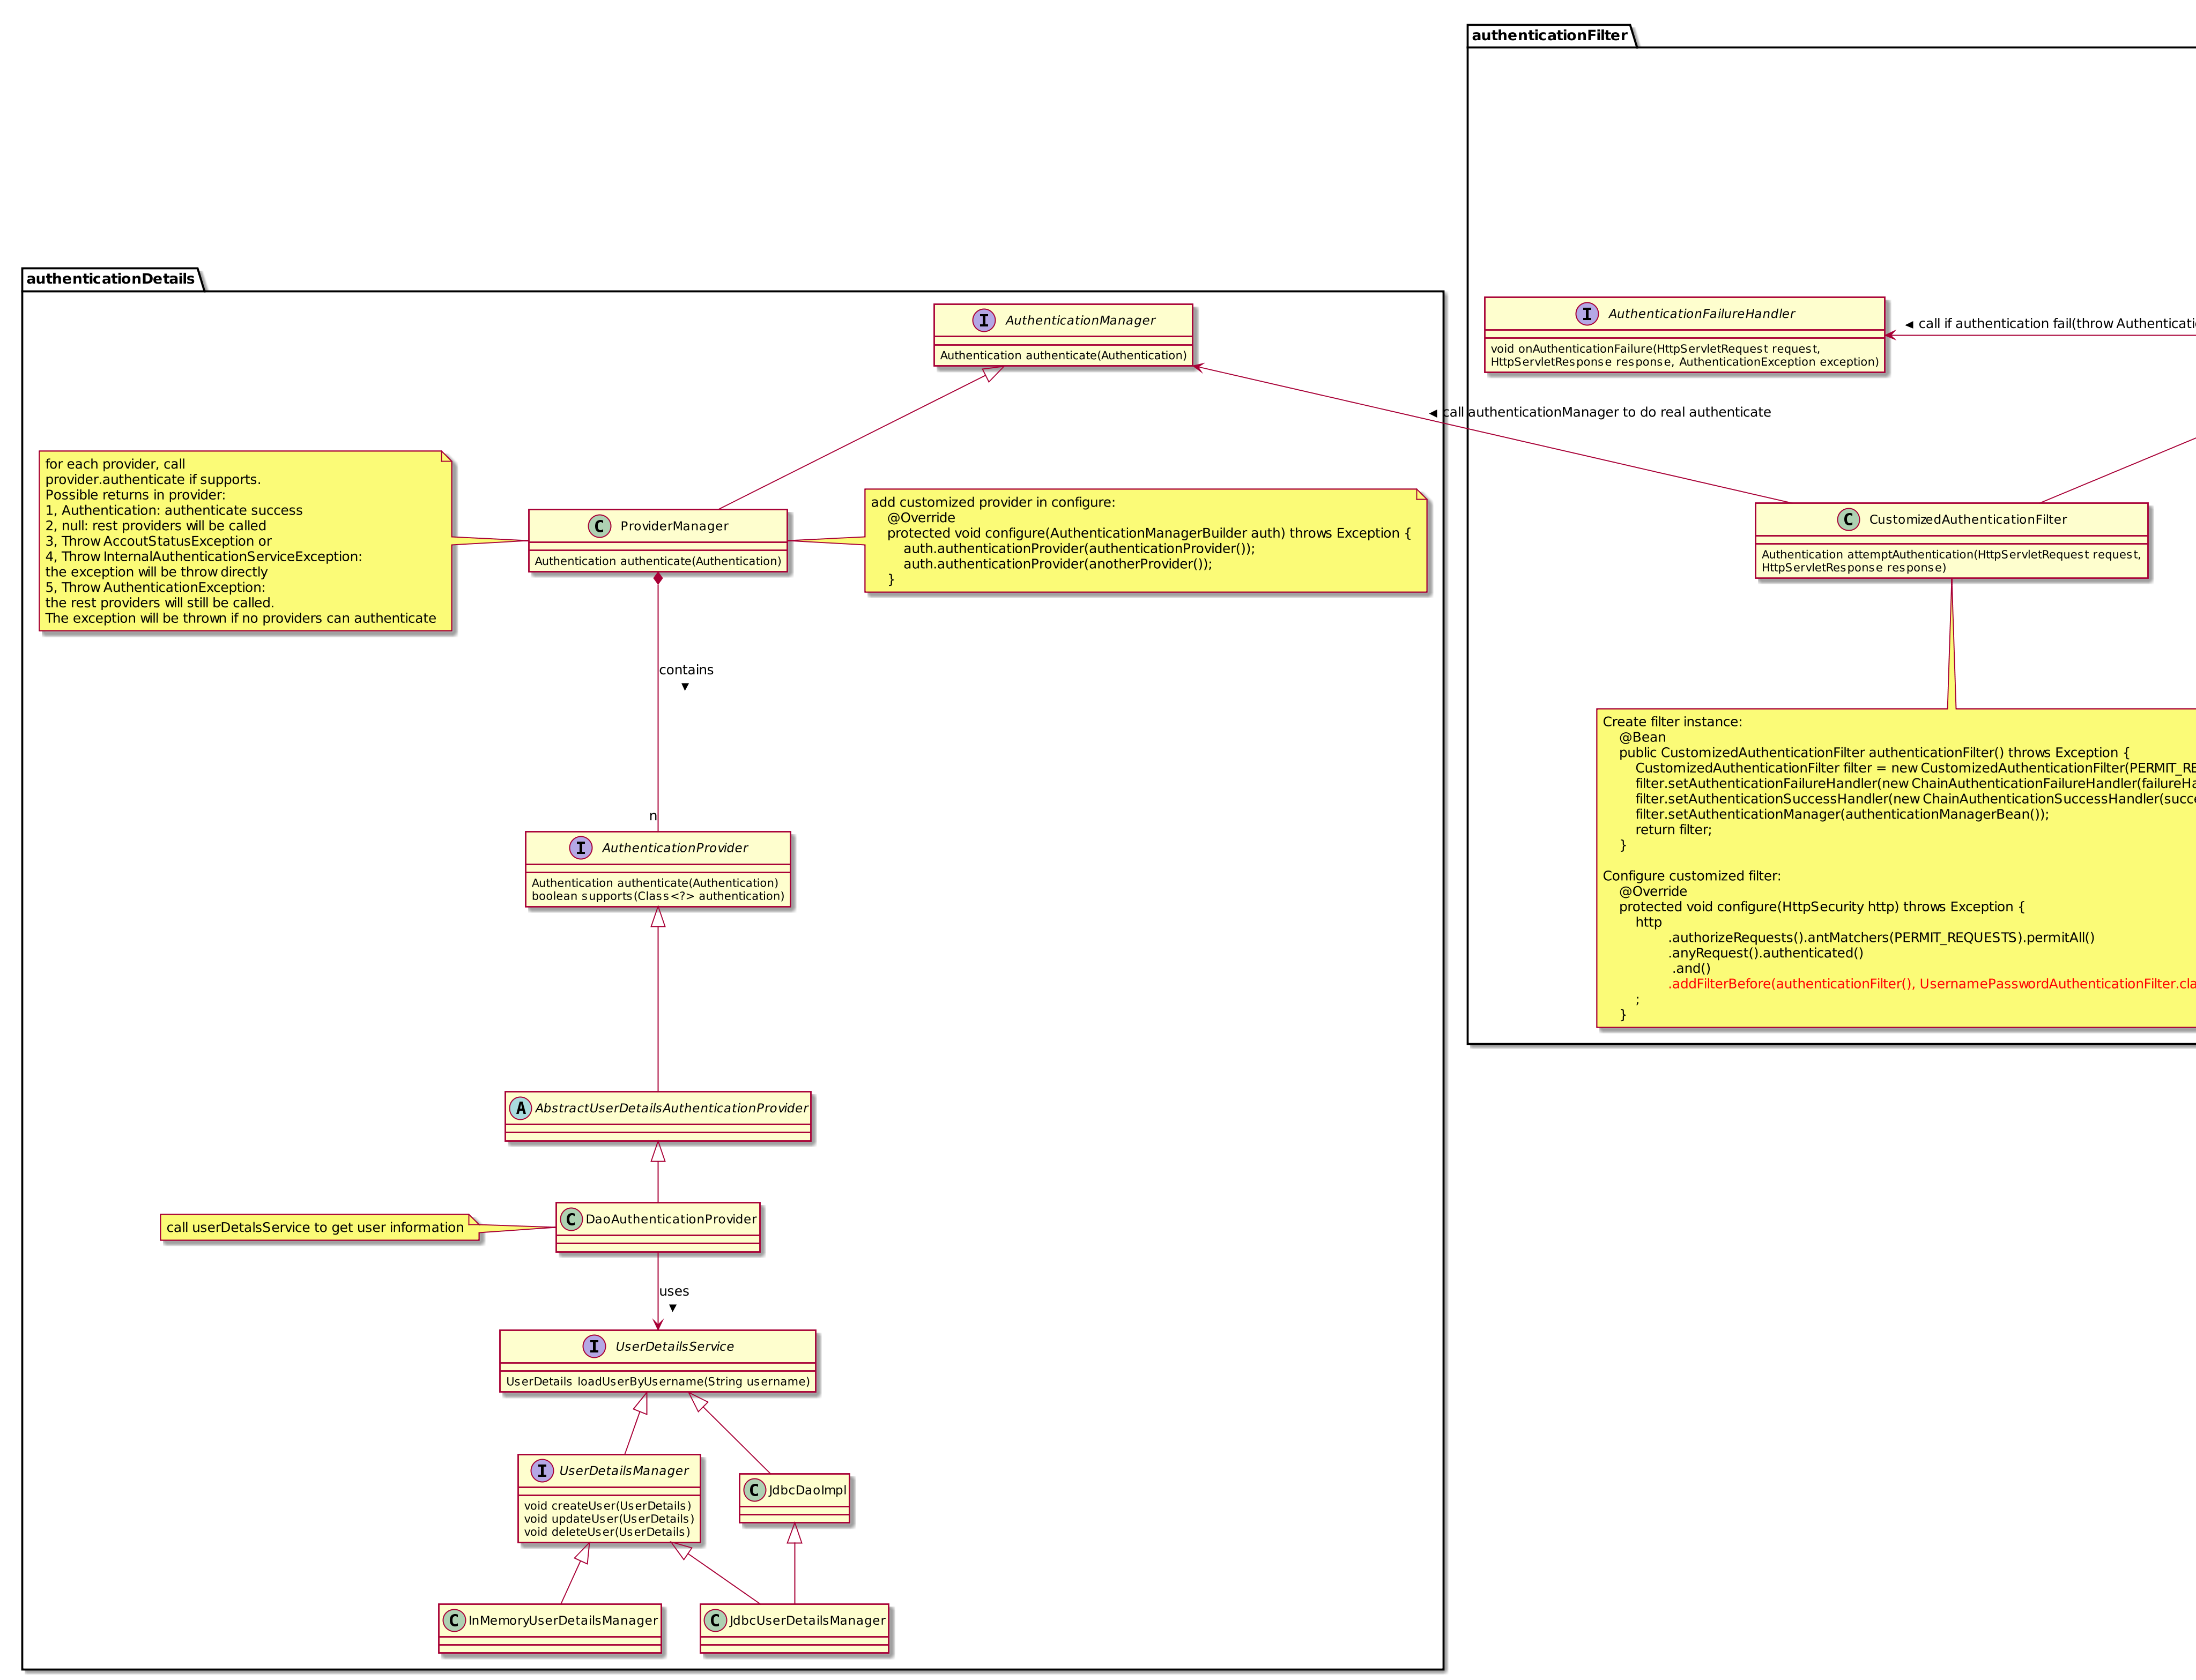 authenticationFilter
authenticationDetails
I AuthenticationManager
Authentication authenticate(Authentication)
I AuthenticationFailureHandler
void onAuthenticationFailure(HttpServletRequest request,
HttpServletResponse response, AuthenticationException exception)
◄ call if authentication fail(throw
◄ call authenticationManager to do real authenticate
for each provider, call
provider.authenticate if supports.
Possible returns in provider:
1, Authentication: authenticate success
2, null: rest providers will be called
3, Throw AccoutStatusException or
4, Throw InternalAuthenticationServiceException:
the exception will be throw directly
5, Throw AuthenticationException:
the rest providers will still be called.
The exception will be thrown if no providers can authenticate
C ProviderManager
Authentication authenticate(Authentication)
add customized provider in configure:
@Override
protected void configure(AuthenticationManagerBuilder auth) throws Exception {
auth.authenticationProvider(authenticationProvider());
auth.authenticationProvider(anotherProvider());
}
C CustomizedAuthenticationFilter
Authentication attemptAuthentication(HttpServletRequest request,
HttpServletResponse response)
contains
▼
n
Create filter instance:
@Bean
public CustomizedAuthenticationFilter authenticationFilter() throws Exception {
CustomizedAuthenticationFilter filter = new CustomizedAuthenticationFilter(PERMIT_RE
filter.setAuthenticationFailureHandler(new ChainAuthenticationFailureHandler(failureHa
filter.setAuthenticationSuccessHandler(new ChainAuthenticationSuccessHandler(succe
filter.setAuthenticationManager(authenticationManagerBean());
return filter;
}
Configure customized filter:
@Override
protected void configure(HttpSecurity http) throws Exception {
http
.authorizeRequests().antMatchers(PERMIT_REQUESTS).permitAll()
.anyRequest().authenticated()
.and()
.addFilterBefore(authenticationFilter(), UsernamePasswordAuthenticationFilter.cla
;
}
I AuthenticationProvider
Authentication authenticate(Authentication)
boolean supports(Class<?> authentication)
A AbstractUserDetailsAuthenticationProvider
C DaoAuthenticationProvider
call userDetalsService to get user information
uses
▼
I UserDetailsService
UserDetails loadUserByUsername(String username)
I UserDetailsManager
void createUser(UserDetails)
void updateUser(UserDetails)
void deleteUser(UserDetails)
C JdbcDaoImpl
C InMemoryUserDetailsManager
C JdbcUserDetailsManager